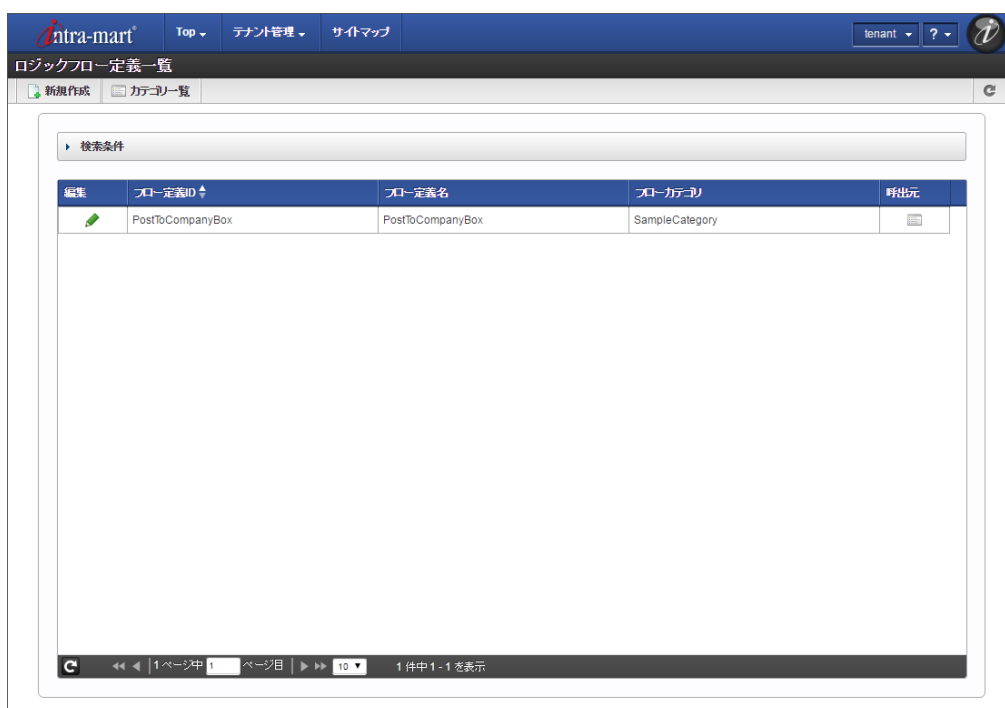 intra-mart® Top テナント管理 サイトマップ tenant ?
ロジックフロー定義一覧
新規作成 カテゴリ一覧
検索条件
編集 フロー定義ID フロー定義名 フローカテゴリ 呼出元
PostToCompanyBox PostToCompanyBox SampleCategory
1 ページ中 1 ページ目 10 1 件中 1 - 1 を表示